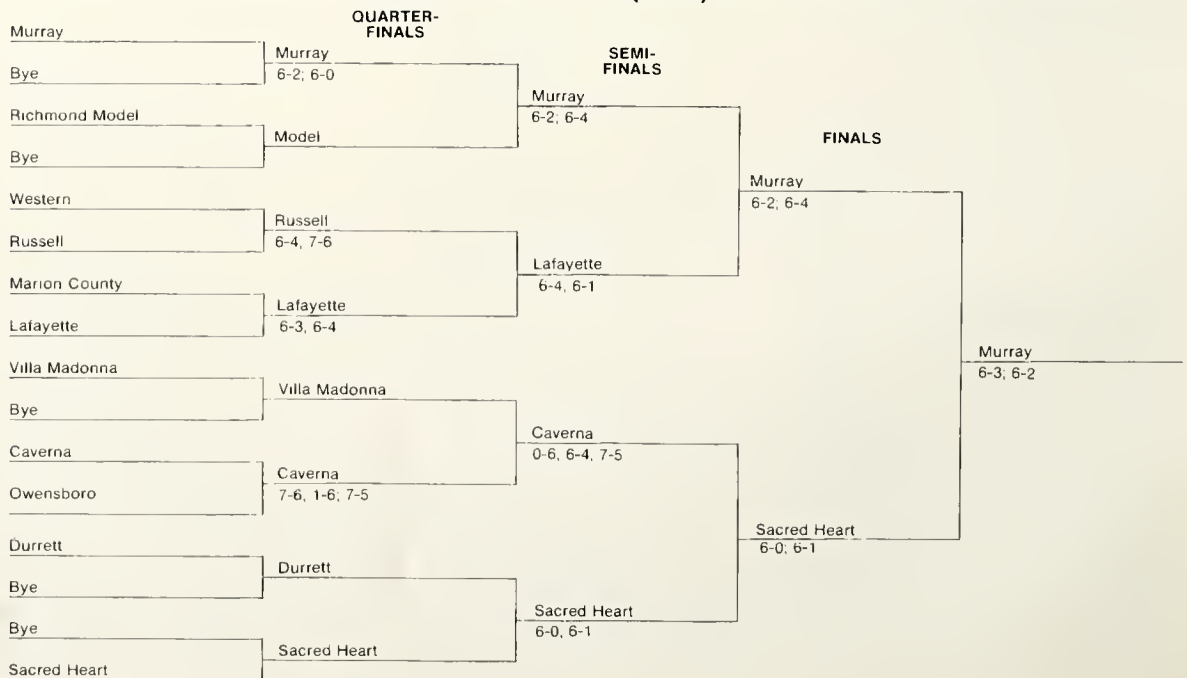 QUARTER-
FINALS
SEMI-
FINALS
FINALS
Murray
Bye
Richmond Model
Bye
Western
Russell
Marion County
Lafayette
Villa Madonna
Bye
Caverna
Owensboro
Durrett
Bye
Bye
Sacred Heart
Murray
6-2; 6-0
Model
Russell
6-4, 7-6
Lafayette
6-3, 6-4
Villa Madonna
Caverna
7-6, 1-6; 7-5
Durrett
Sacred Heart
Murray
6-2; 6-4
Lafayette
6-4, 6-1
Caverna
0-6, 6-4, 7-5
Sacred Heart
6-0, 6-1
Murray
6-2; 6-4
Sacred Heart
6-0; 6-1
Murray
6-3; 6-2